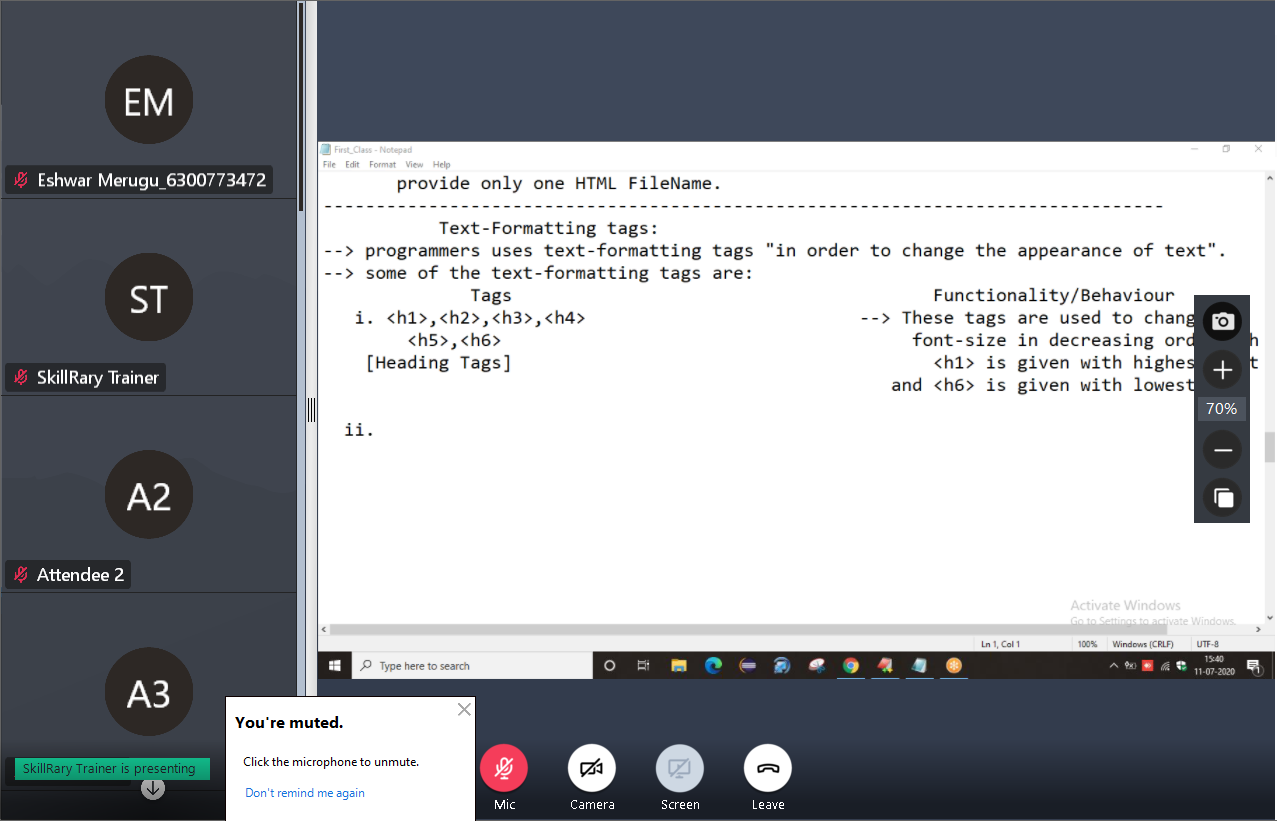 EM
Eshwar Merugu_6300773472
ST
SkillRary Trainer
A2
Attendee 2
A3
SkillRary Trainer is presenting
First_Class - Notepad
File Edit Format View Help
provide only one HTML FileName.
--------------------------------------------------------------------------------
Text-Formatting tags:
--> programmers uses text-formatting tags "in order to change the appearance of text".
--> some of the text-formatting tags are:
Tags Functionality/Behaviour
i. <h1>,<h2>,<h3>,<h4> --> These tags are used to chang
<h5>,<h6> font-size in decreasing ord h
[Heading Tags] <h1> is given with highes t
and <h6> is given with lowest
ii.
70%
Activate Windows
Go to Settings to activate Windows.
Ln 1, Col 1 100% Windows (CRLF) UTF-8
Type here to search
15:40
11-07-2020
1
You're muted.
Click the microphone to unmute.
Don't remind me again
Mic Camera Screen Leave